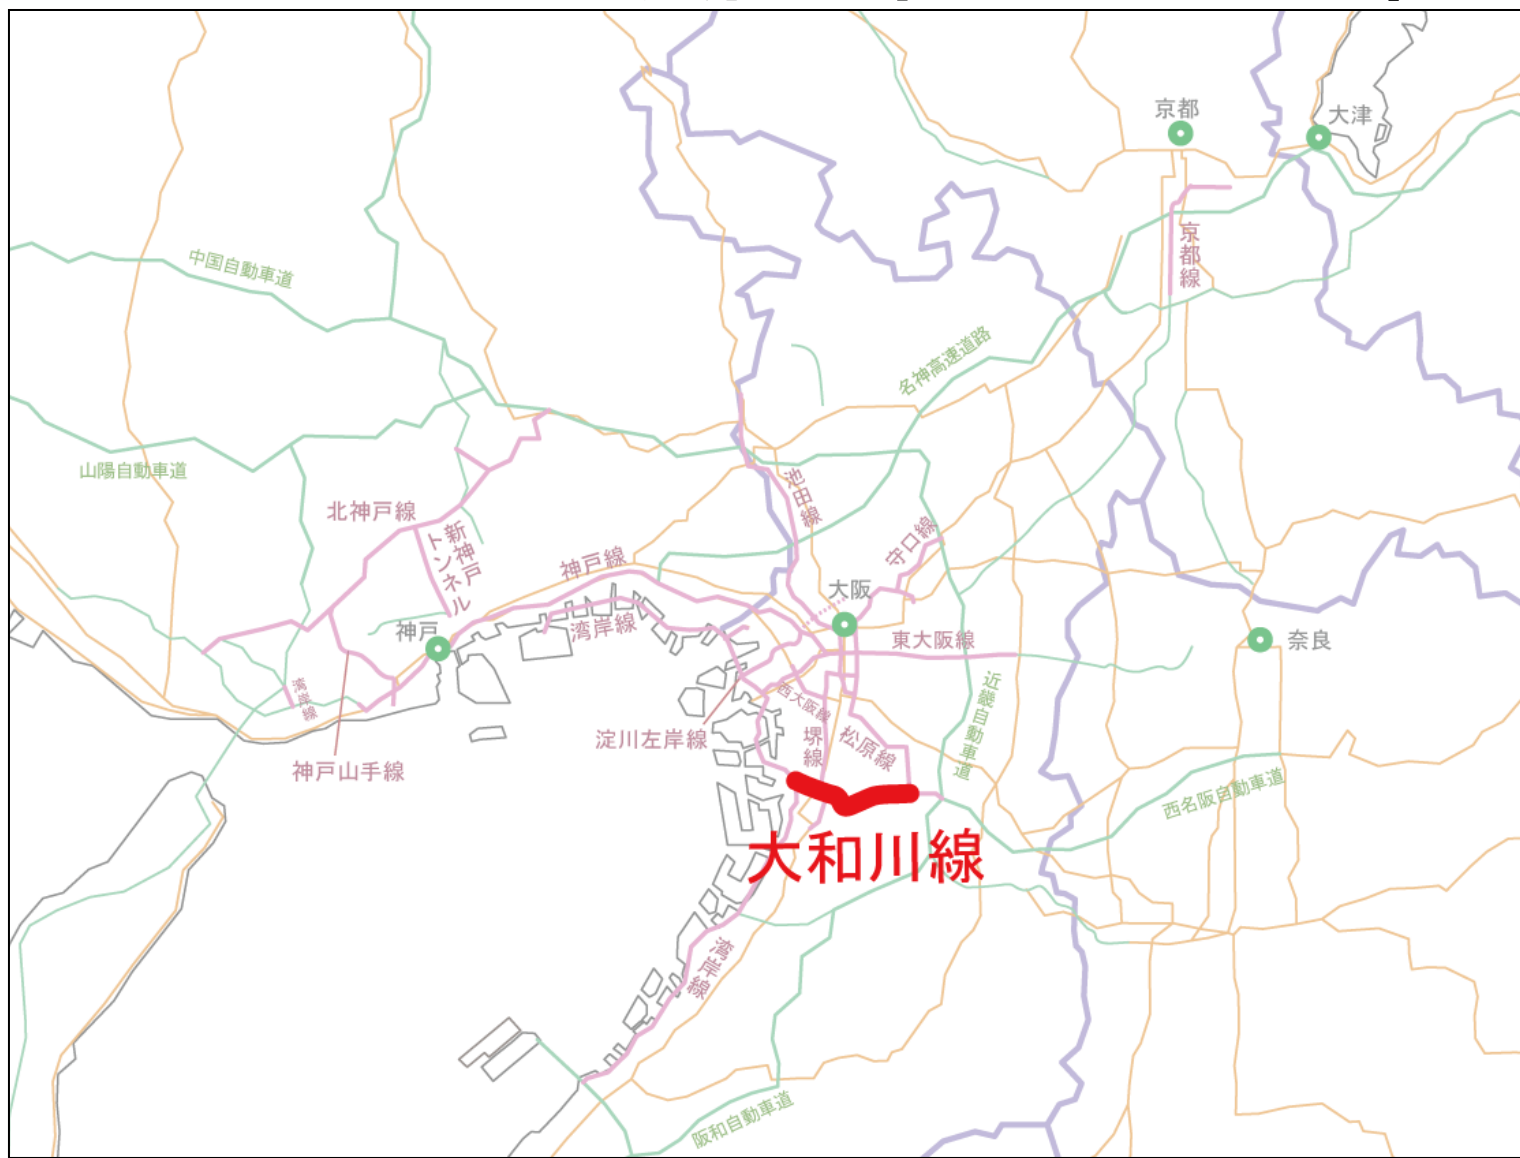 京都
大津
京都線
中国自動車道
名神高速道路
山陽自動車道
池田線
北神戸線
新神戸
トンネル
守口線
神戸線
大阪
湾岸線
神戸
東大阪線
奈良
湾岸線
西大阪線
近畿自動車道
淀川左岸線
堺線
松原線
神戸山手線
西名阪自動車道
大和川線
湾岸線
阪和自動車道